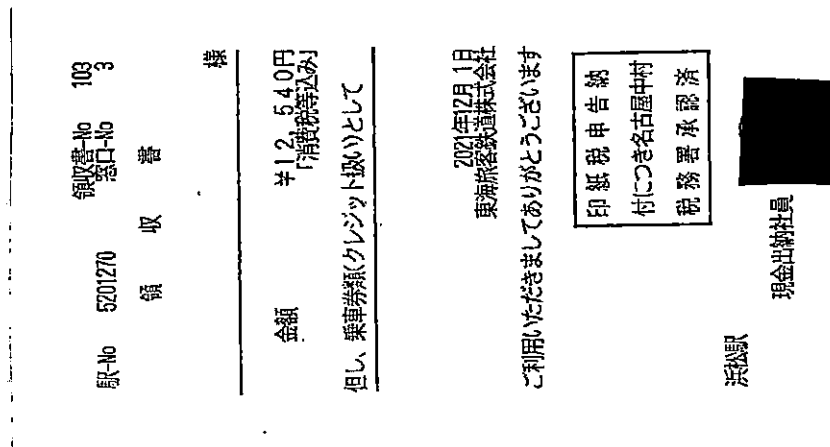 駅-No 5201270 領収書-No 103
窓口-No 3
領 収 書
様
金額 ¥12,540円
「消費税等込み」
但し、乗車券類(クレジット扱い)として
2021年12月 1日
東海旅客鉄道株式会社
ご利用いただきましてありがとうございます
印紙税申告納
付につき名古屋中村
税務署承認済
浜松駅
現金出納社員